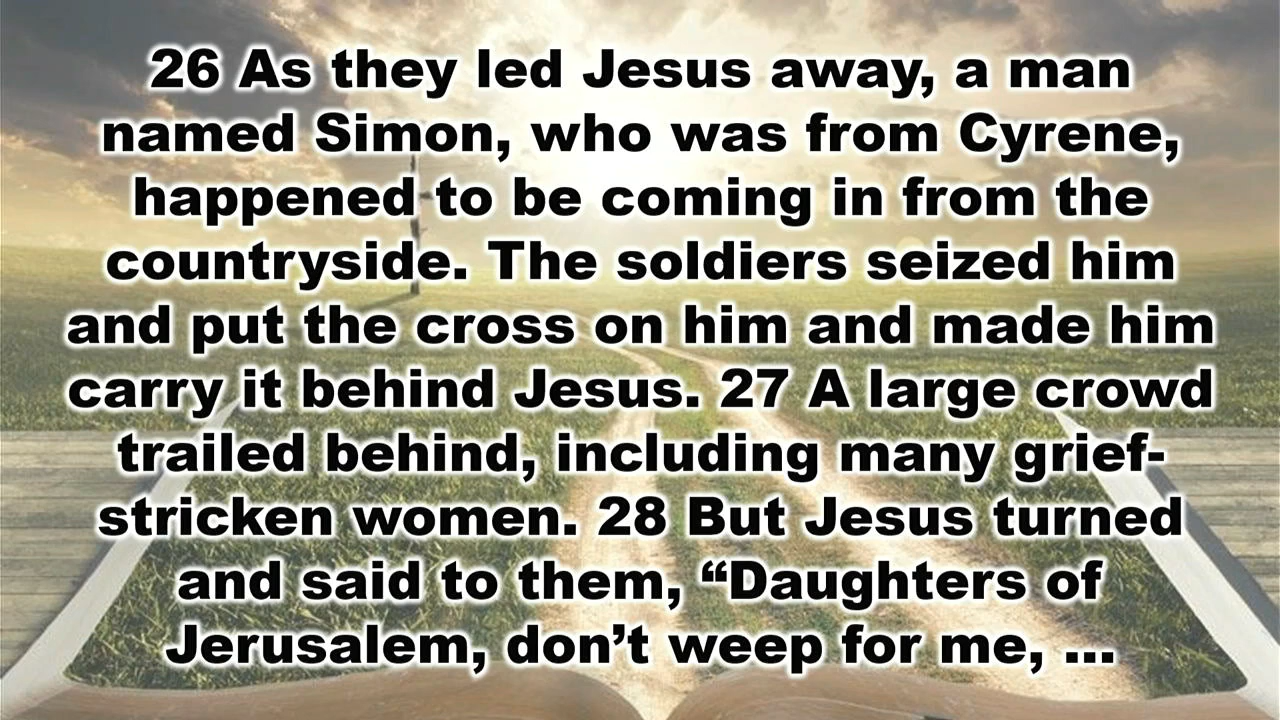 26 As they led Jesus away, a man
named Simon, who was from Cyrene,
happened to be coming in from the
countryside. The soldiers seized him
and put the cross on him and made him
carry it behind Jesus. 27 A large crowd
trailed behind, including many grief-
stricken women. 28 But Jesus turned
and said to them, “Daughters of
Jerusalem, don’t weep for me, ...